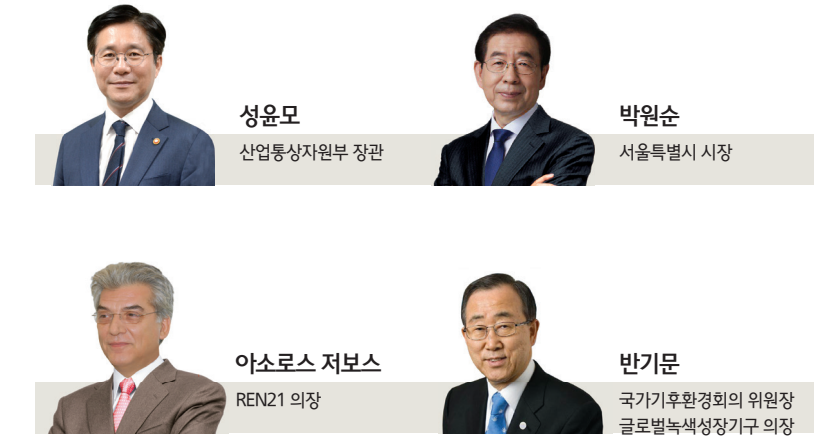 성윤모
산업통상자원부 장관
박원순
서울특별시 시장
아소로스 저보스
REN21 의장
반기문
국가기후환경회의 위원장
글로벌녹색성장기구 의장